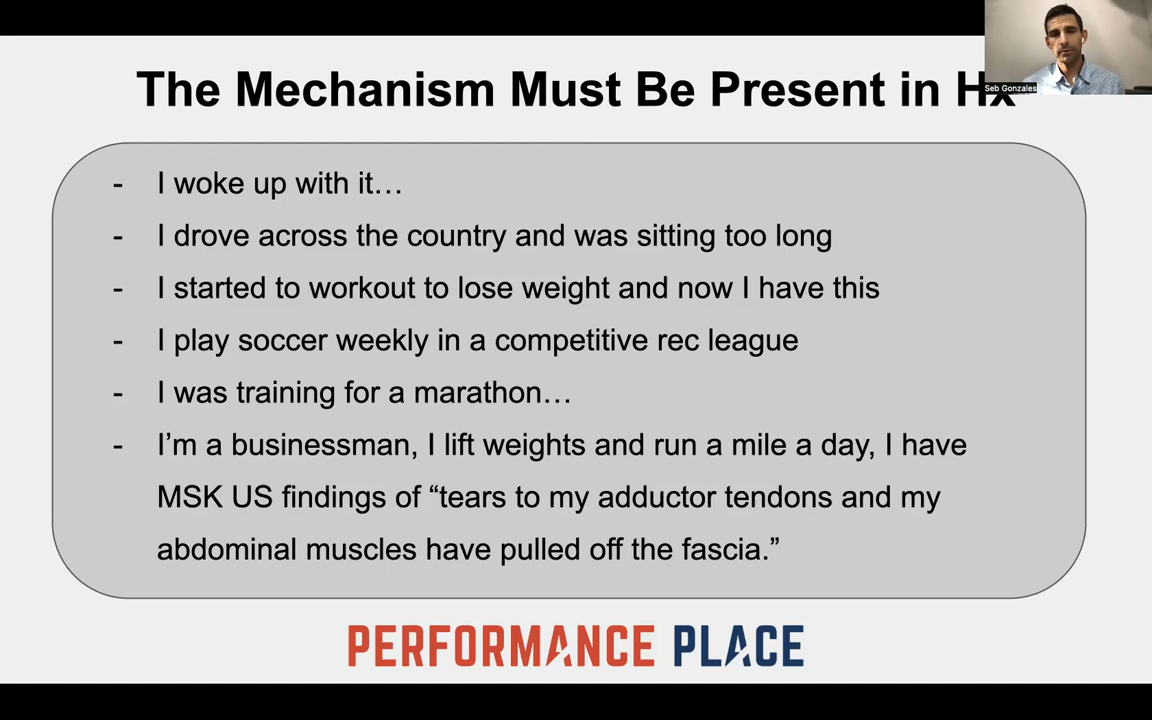 The Mechanism Must Be Present in Hx
Seb Gonzales
- I woke up with it…
- I drove across the country and was sitting too long
- I started to workout to lose weight and now I have this
- I play soccer weekly in a competitive rec league
- I was training for a marathon…
- I’m a businessman, I lift weights and run a mile a day, I have
MSK US findings of “tears to my adductor tendons and my
abdominal muscles have pulled off the fascia.”
PERFORMANCE PLACE